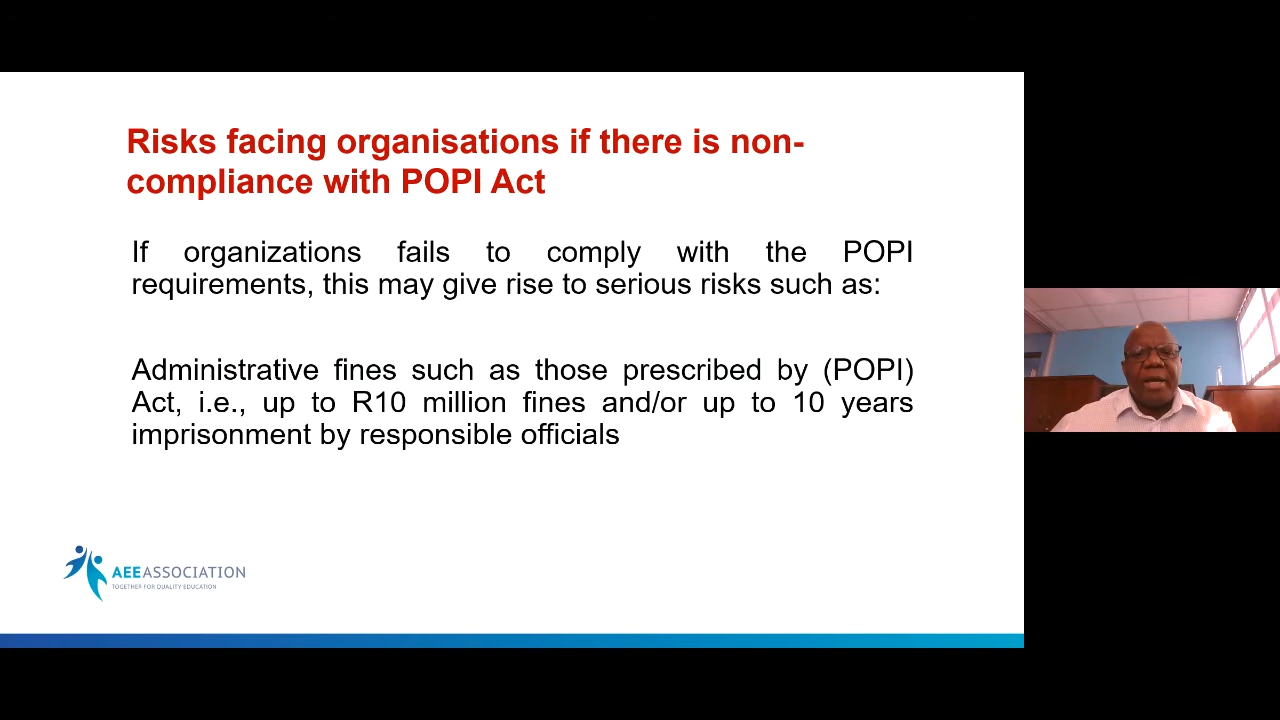 Risks facing organisations if there is non-
compliance with POPI Act
If organizations fails to comply with the POPI
requirements, this may give rise to serious risks such as:
Administrative fines such as those prescribed by (POPI)
Act, i.e., up to R10 million fines and/or up to 10 years
imprisonment by responsible officials
AEEASSOCIATION
TOGETHER FOR QUALITY EDUCATION